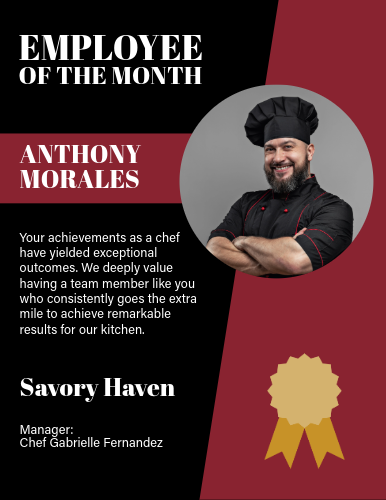 EMPLOYEE
OF THE MONTH
ANTHONY
MORALES
Your achievements as a chef
have yielded exceptional
outcomes. We deeply value
having a team member like you
who consistently goes the extra
mile to achieve remarkable
results for our kitchen.
Savory Haven
Manager:
Chef Gabrielle Fernandez